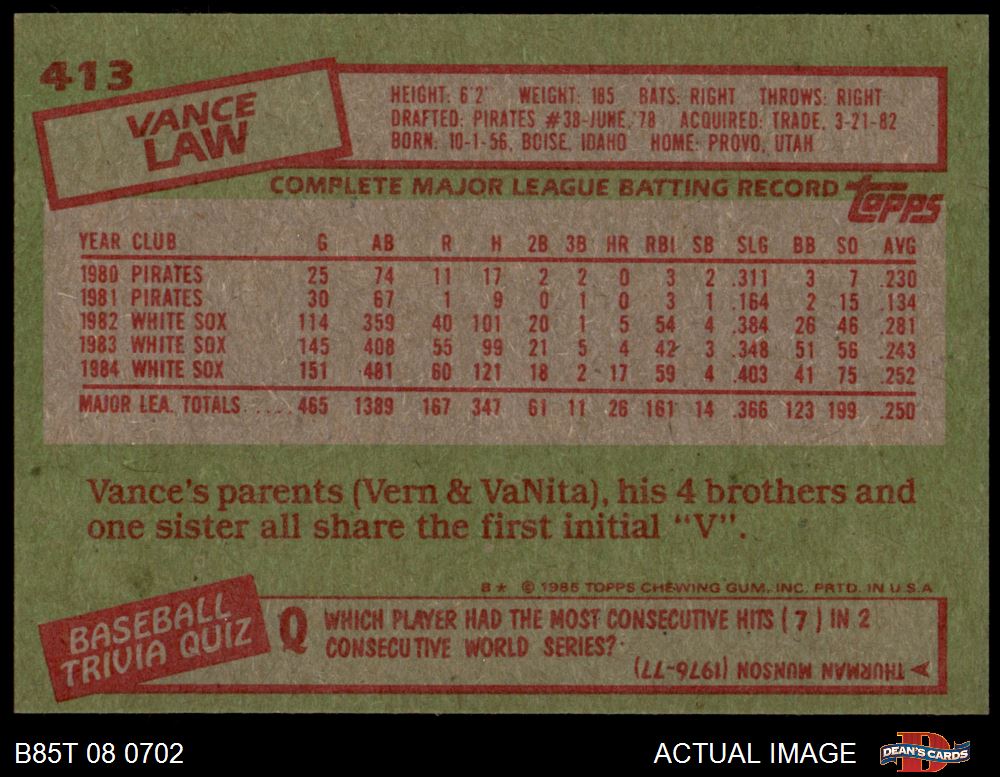 413
VANCE
LAW
HEIGHT: 6'2" WEIGHT: 185 BATS: RIGHT THROWS: RIGHT
DRAFTED: PIRATES #38-JUNE, '78 ACQUIRED: TRADE, 3-21-82
BORN: 10-1-56, BOISE, IDAHO HOME: PROVO, UTAH
COMPLETE MAJOR LEAGUE BATTING RECORD
topps
YEAR CLUB G AB R H 2B 3B HR RBI SB SLG BB SO AVG
1980 PIRATES 25 74 11 17 2 2 0 3 2 .311 3 7 .230
1981 PIRATES 30 67 1 9 0 1 0 3 1 .164 2 15 .134
1982 WHITE SOX 114 359 40 101 20 1 5 54 4 .384 26 46 .281
1983 WHITE SOX 145 408 55 99 21 5 4 42 3 .348 51 56 .243
1984 WHITE SOX 151 481 60 121 18 2 17 59 4 .403 41 75 .252
MAJOR LEA. TOTALS ..... 465 1389 167 347 61 11 26 161 14 .366 123 199 .250
Vance's parents (Vern & VaNita), his 4 brothers and
one sister all share the first initial "V".
B★ © 1985 TOPPS CHEWING GUM, INC. PRTD. IN U.S.A.
BASEBALL
TRIVIA QUIZ
Q WHICH PLAYER HAD THE MOST CONSECUTIVE HITS (7) IN 2
CONSECUTIVE WORLD SERIES?
THURMAN MUNSON (1976-77)
B85T 08 0702
ACTUAL IMAGE
D
DEAN'S CARDS